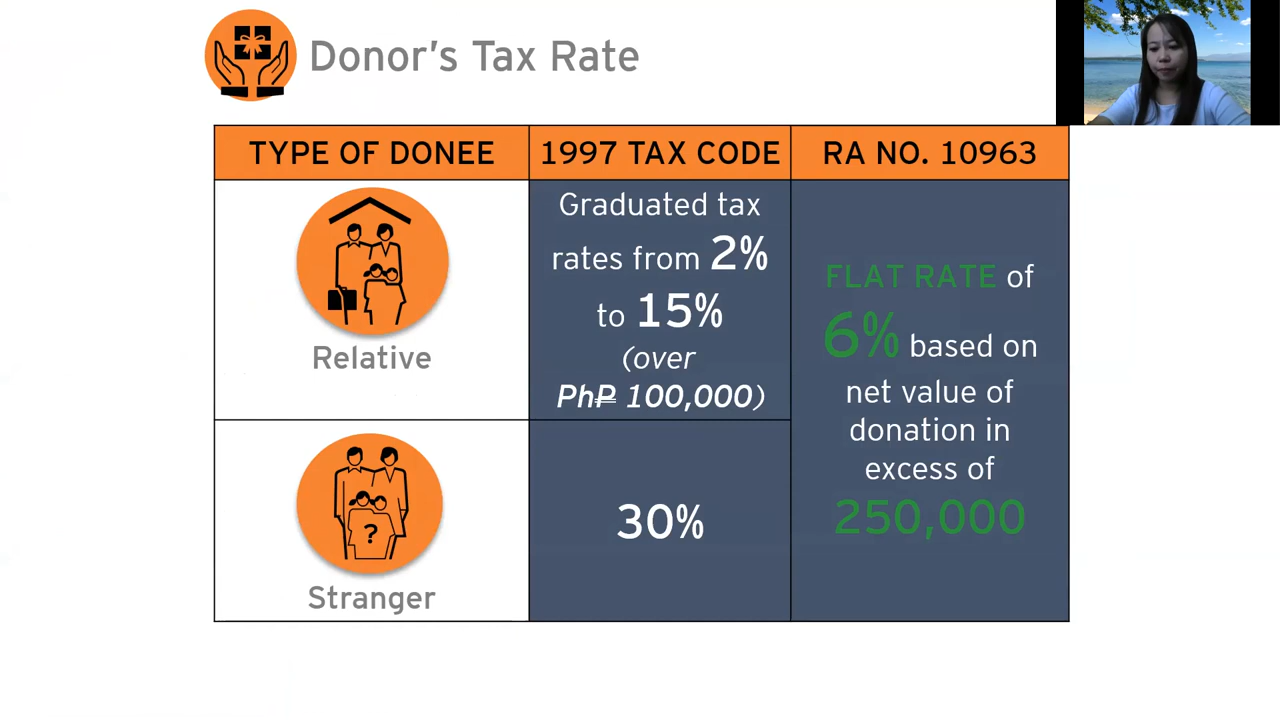 Donor's Tax Rate
TYPE OF DONEE
1997 TAX CODE
RA NO. 10963
Relative
Graduated tax
rates from 2%
to 15%
(over
PhP 100,000)
FLAT RATE of
6% based on
net value of
donation in
excess of
250,000
?
Stranger
30%